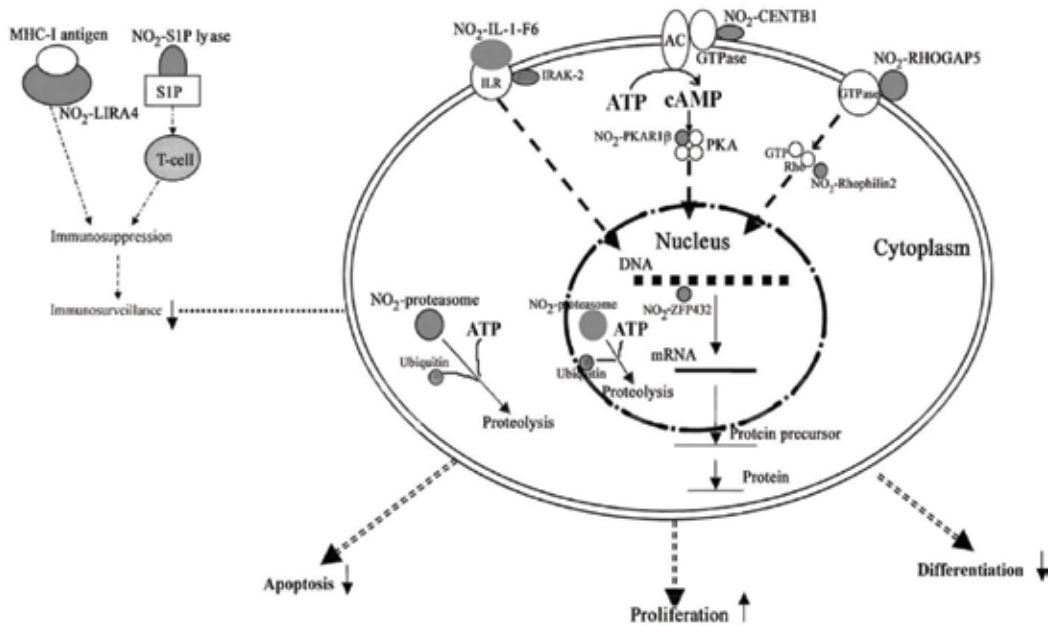 MHC-I antigen
NO₂-LIRA4
NO₂-S1P lyase
S1P
T-cell
Immunosuppression
Immunosurveillance
NO₂-IL-1-F6
ILR
IRAK-2
AC
NO₂-CENTB1
GTPase
ATP
cAMP
NO₂-PKAR1β
PKA
NO₂-RHOGAP5
GTPase
GTP
Rho
NO₂-Rhophilin2
Nucleus
Cytoplasm
DNA
NO₂-ZFP432
mRNA
Protein precursor
Protein
NO₂-proteasome
ATP
Ubiquitin
Proteolysis
NO₂-proteasome
ATP
Ubiquitin
Proteolysis
Apoptosis
Proliferation
Differentiation